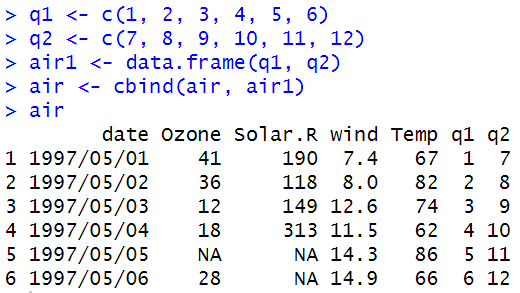 > q1 <- c(1, 2, 3, 4, 5, 6)
> q2 <- c(7, 8, 9, 10, 11, 12)
> air1 <- data.frame(q1, q2)
> air <- cbind(air, air1)
> air
        date Ozone Solar.R wind Temp q1 q2
1 1997/05/01    41     190  7.4   67  1  7
2 1997/05/02    36     118  8.0   82  2  8
3 1997/05/03    12     149 12.6   74  3  9
4 1997/05/04    18     313 11.5   62  4 10
5 1997/05/05    NA      NA 14.3   86  5 11
6 1997/05/06    28      NA 14.9   66  6 12